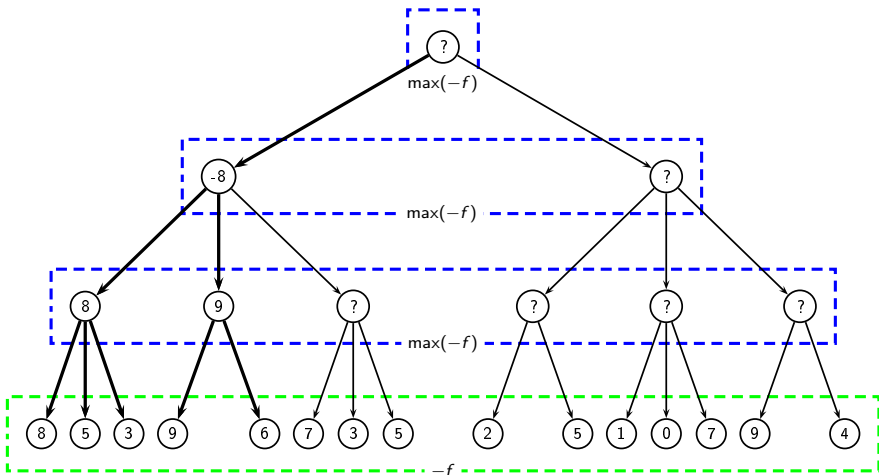 ?
max(−f)
-8 ?
max(−f)
8 9 ? ? ? ?
max(−f)
8 5 3 9 6 7 3 5 2 5 1 0 7 9 4
−f